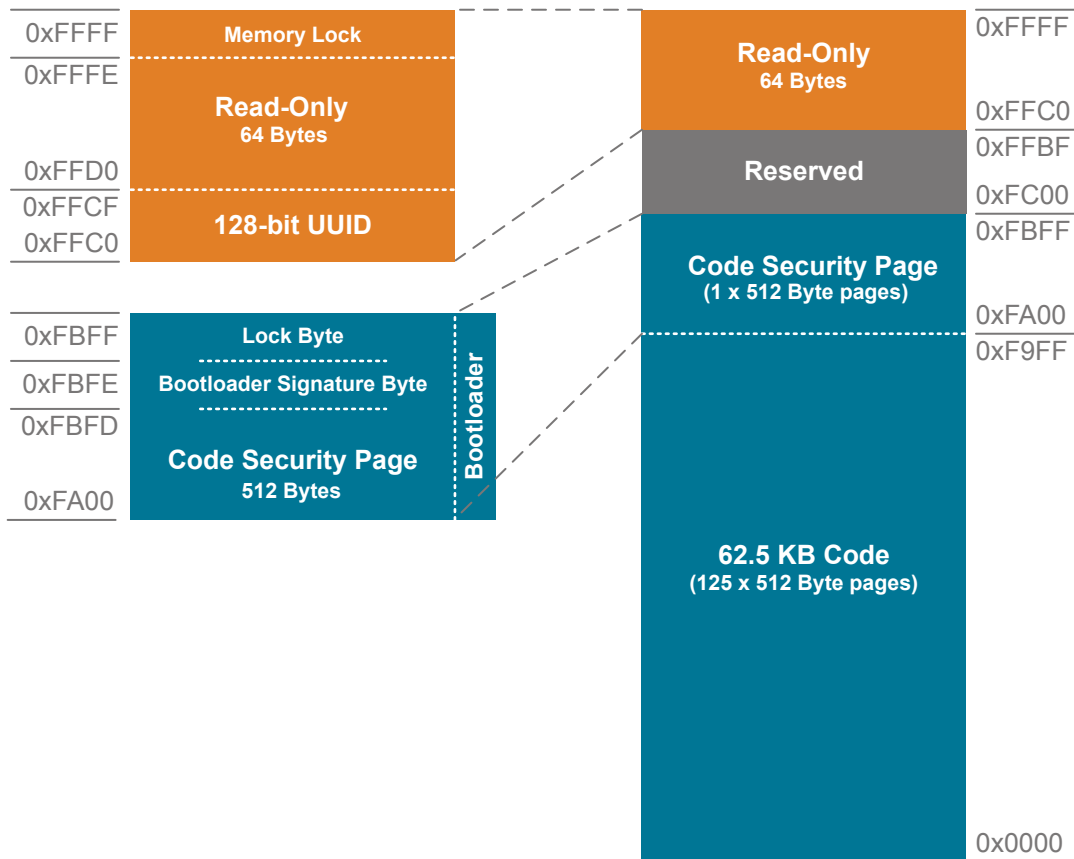 0xFFFF
Memory Lock
0xFFFE
Read-Only
64 Bytes
0xFFD0
0xFFCF
128-bit UUID
0xFFC0
0xFBFF
Lock Byte
0xFBFE
Bootloader Signature Byte
0xFBFD
Code Security Page
512 Bytes
0xFA00
Bootloader
0xFFFF
Read-Only
64 Bytes
0xFFC0
0xFFBF
Reserved
0xFC00
0xFBFF
Code Security Page
(1 x 512 Byte pages)
0xFA00
0xF9FF
62.5 KB Code
(125 x 512 Byte pages)
0x0000